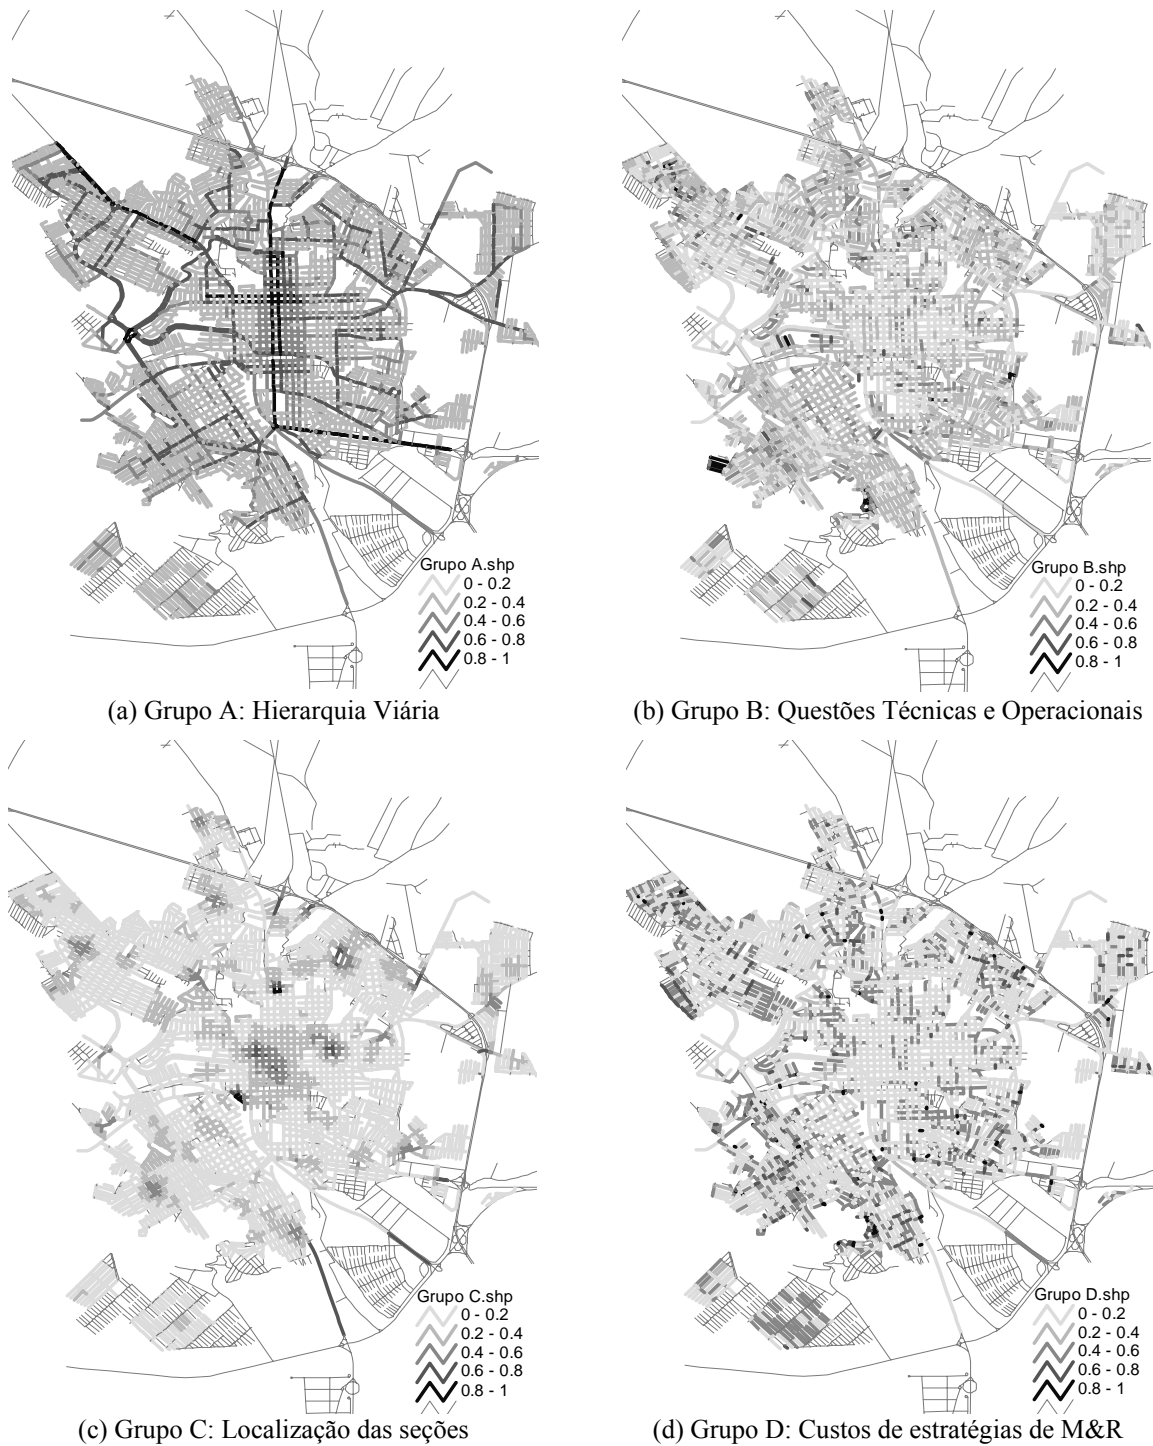 Grupo A.shp
0 - 0.2
0.2 - 0.4
0.4 - 0.6
0.6 - 0.8
0.8 - 1
(a) Grupo A: Hierarquia Viária
Grupo B.shp
0 - 0.2
0.2 - 0.4
0.4 - 0.6
0.6 - 0.8
0.8 - 1
(b) Grupo B: Questões Técnicas e Operacionais
Grupo C.shp
0 - 0.2
0.2 - 0.4
0.4 - 0.6
0.6 - 0.8
0.8 - 1
(c) Grupo C: Localização das seções
Grupo D.shp
0 - 0.2
0.2 - 0.4
0.4 - 0.6
0.6 - 0.8
0.8 - 1
(d) Grupo D: Custos de estratégias de M&R